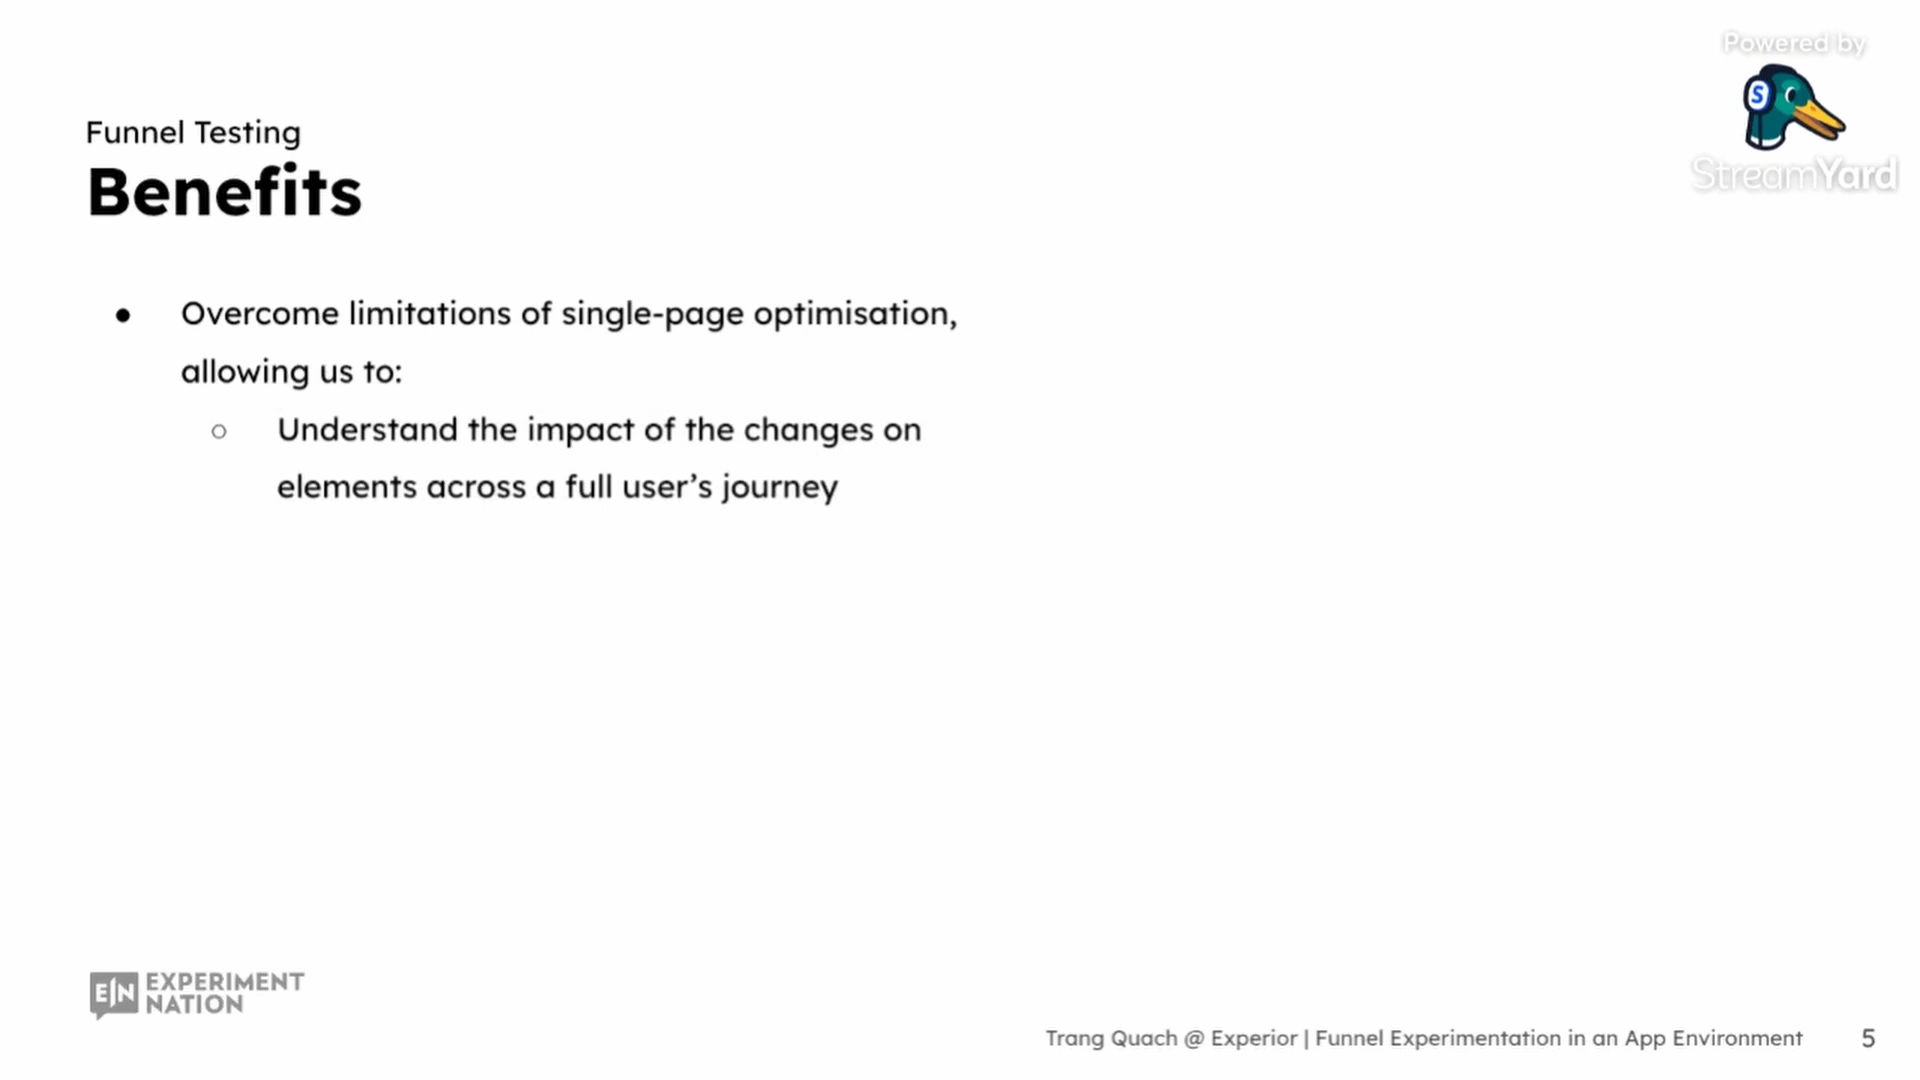 Powered by
S
StreamYard
Funnel Testing
Benefits
● Overcome limitations of single-page optimisation,
allowing us to:
○ Understand the impact of the changes on
elements across a full user’s journey
E|N EXPERIMENT
NATION
Trang Quach @ Experior | Funnel Experimentation in an App Environment 5